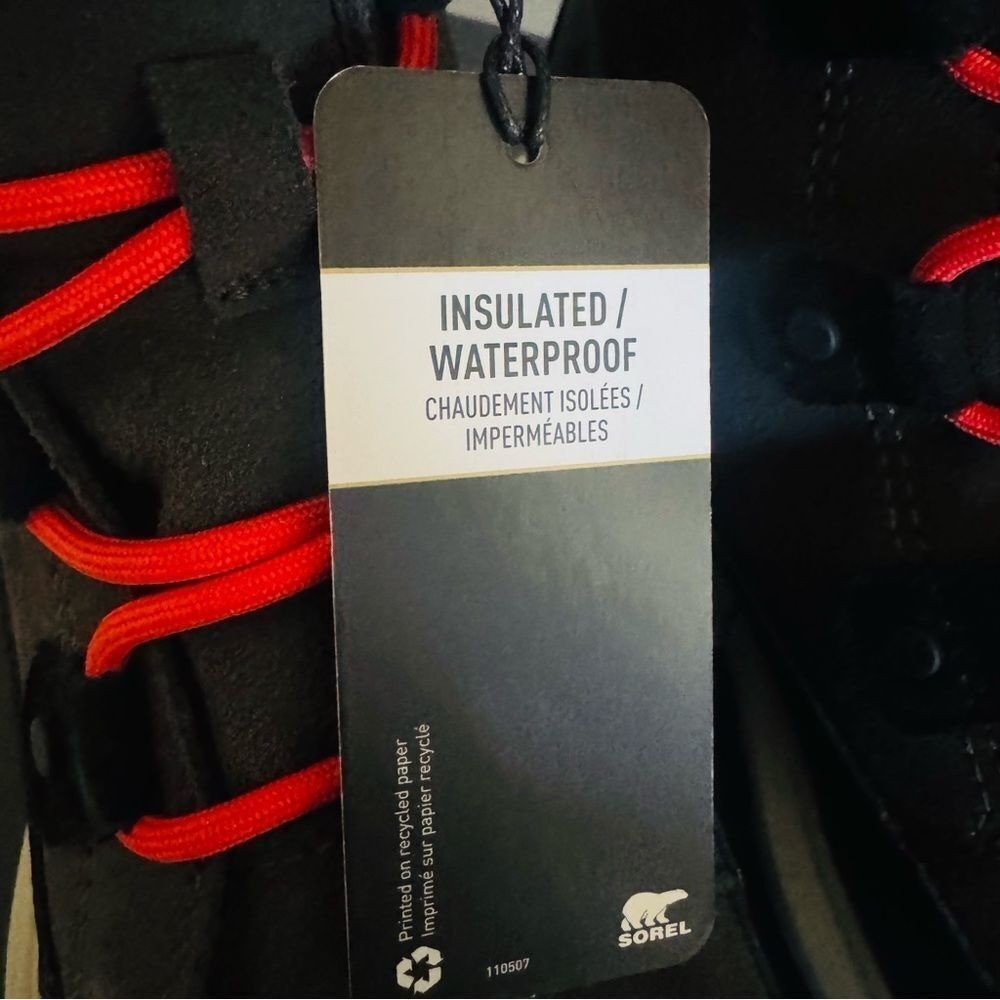 INSULATED /
WATERPROOF
CHAUDEMENT ISOLÉES /
IMPERMÉABLES
Printed on recycled paper
Imprimé sur papier recyclé
110507
SOREL